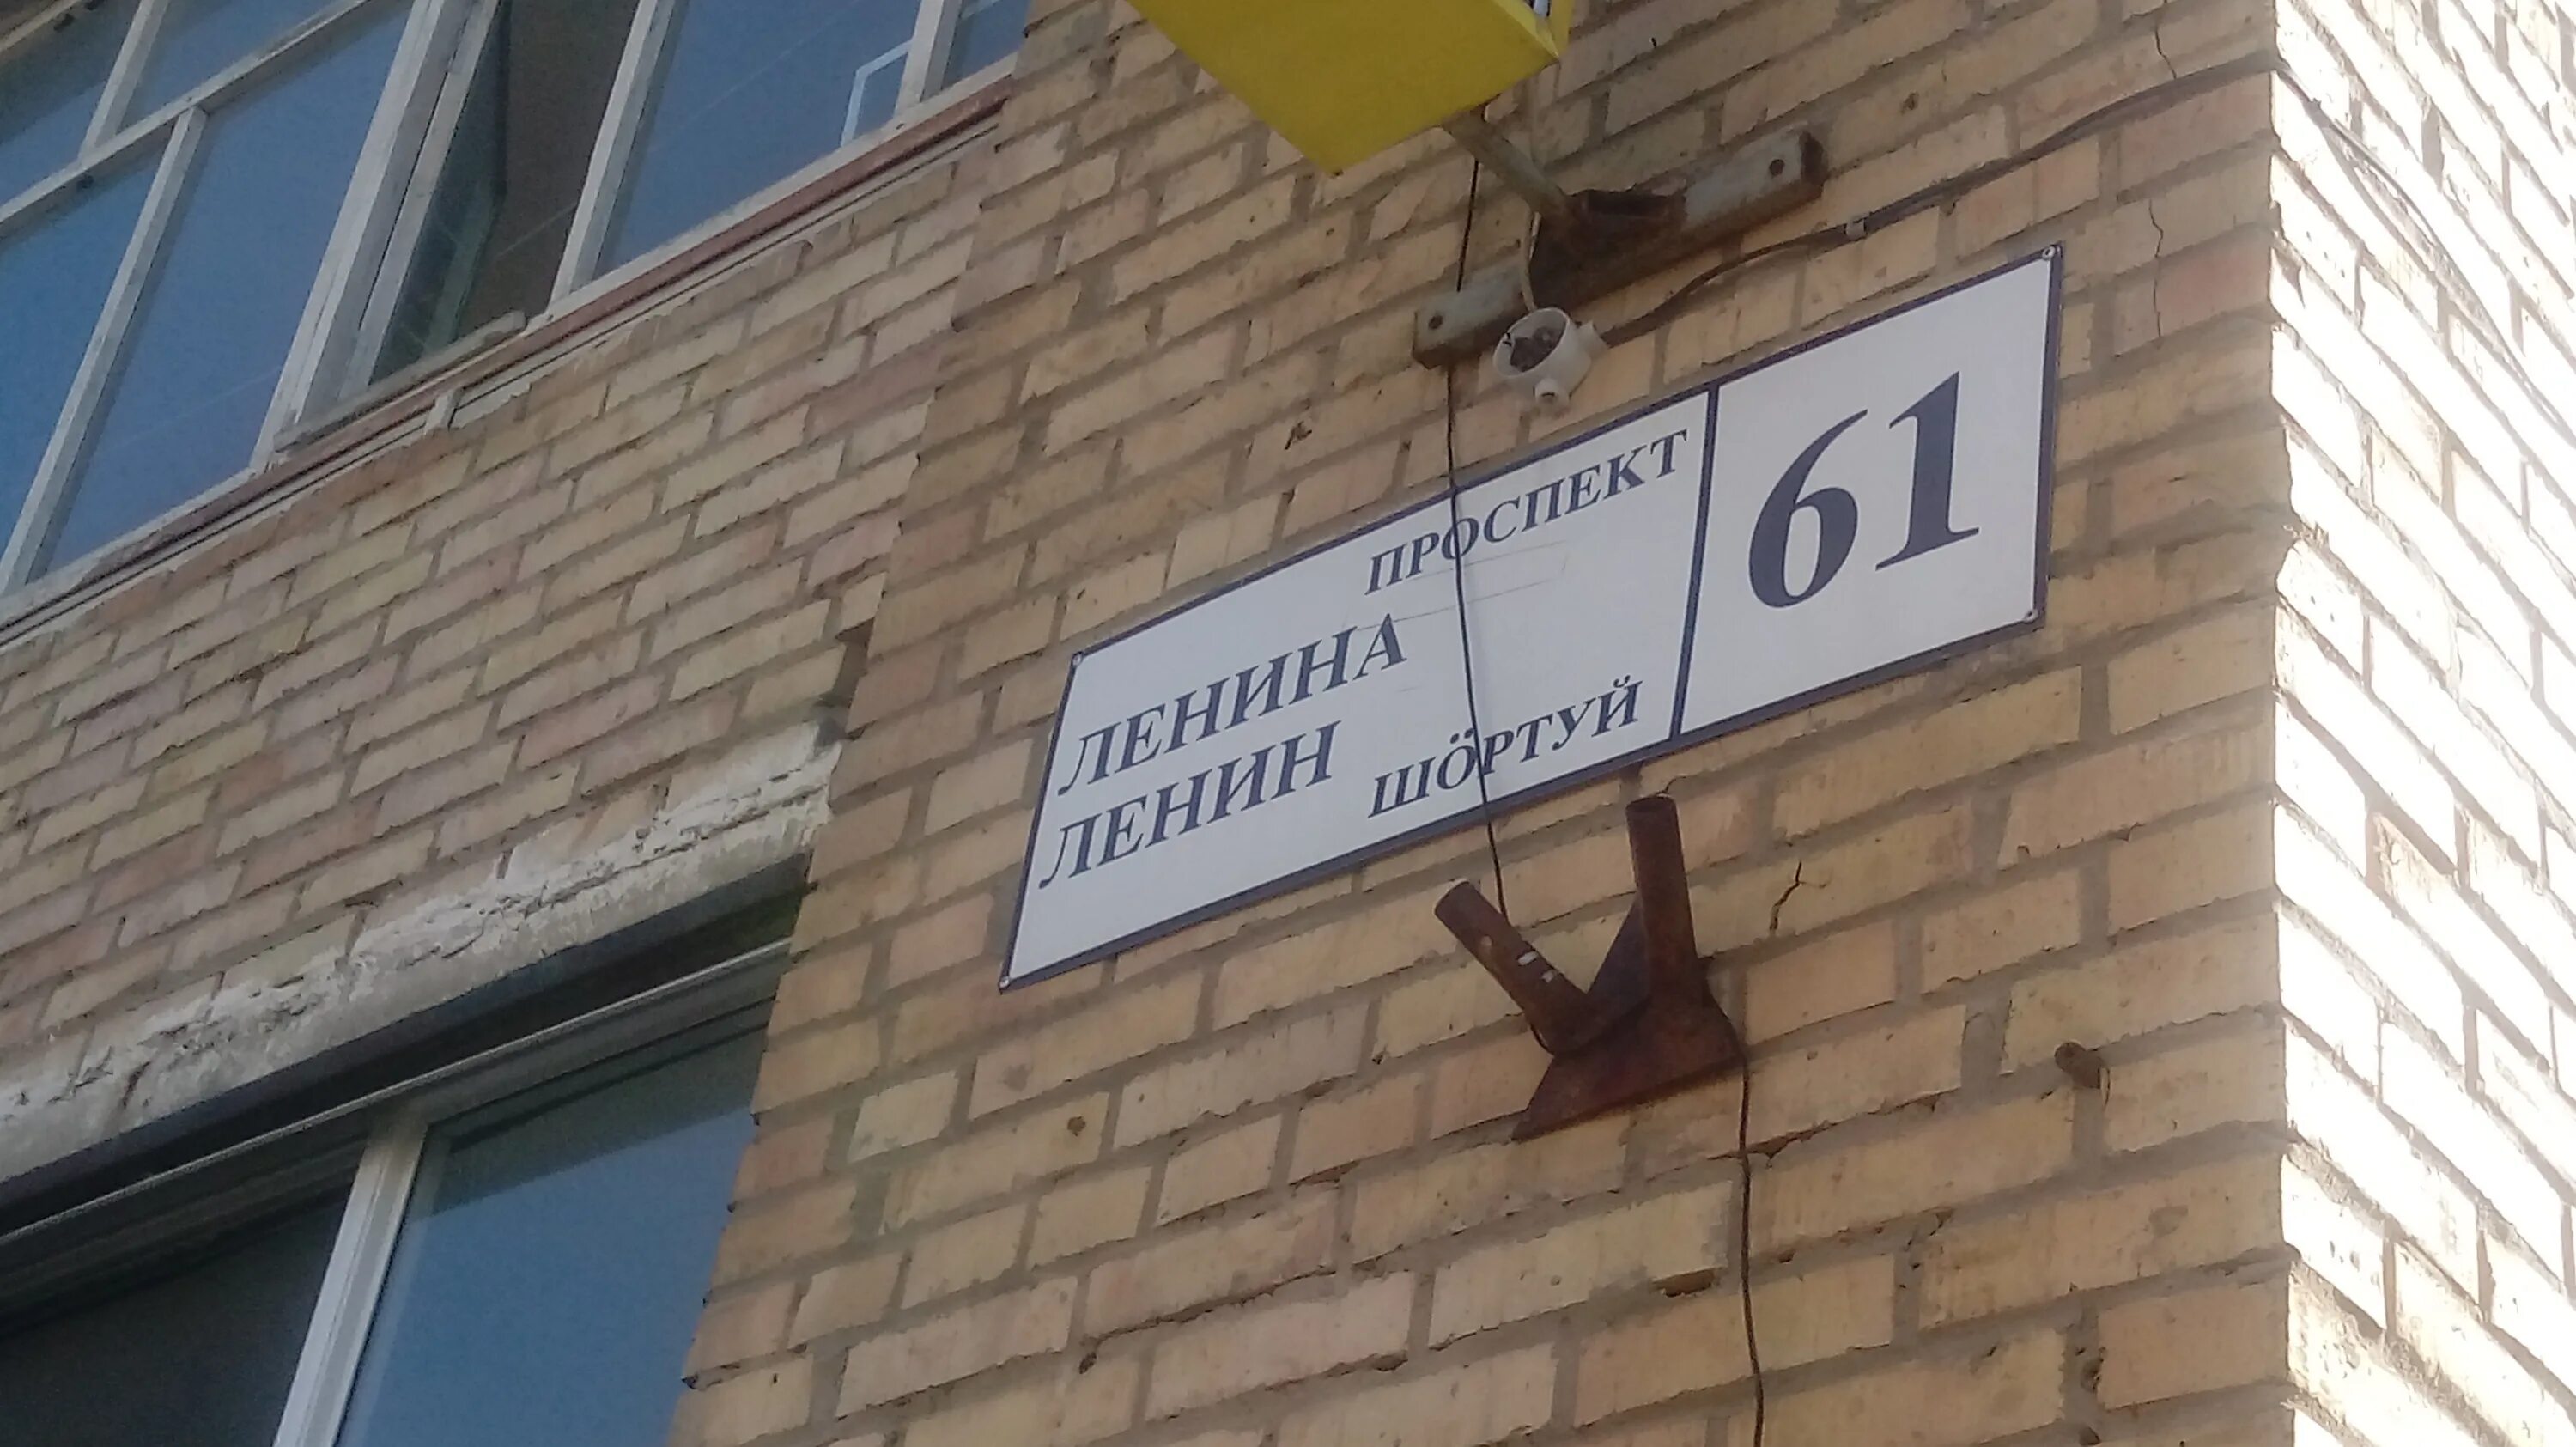 ПРОСПЕКТ
ЛЕНИНА
ЛЕНИН ШӦРТУЙ
61